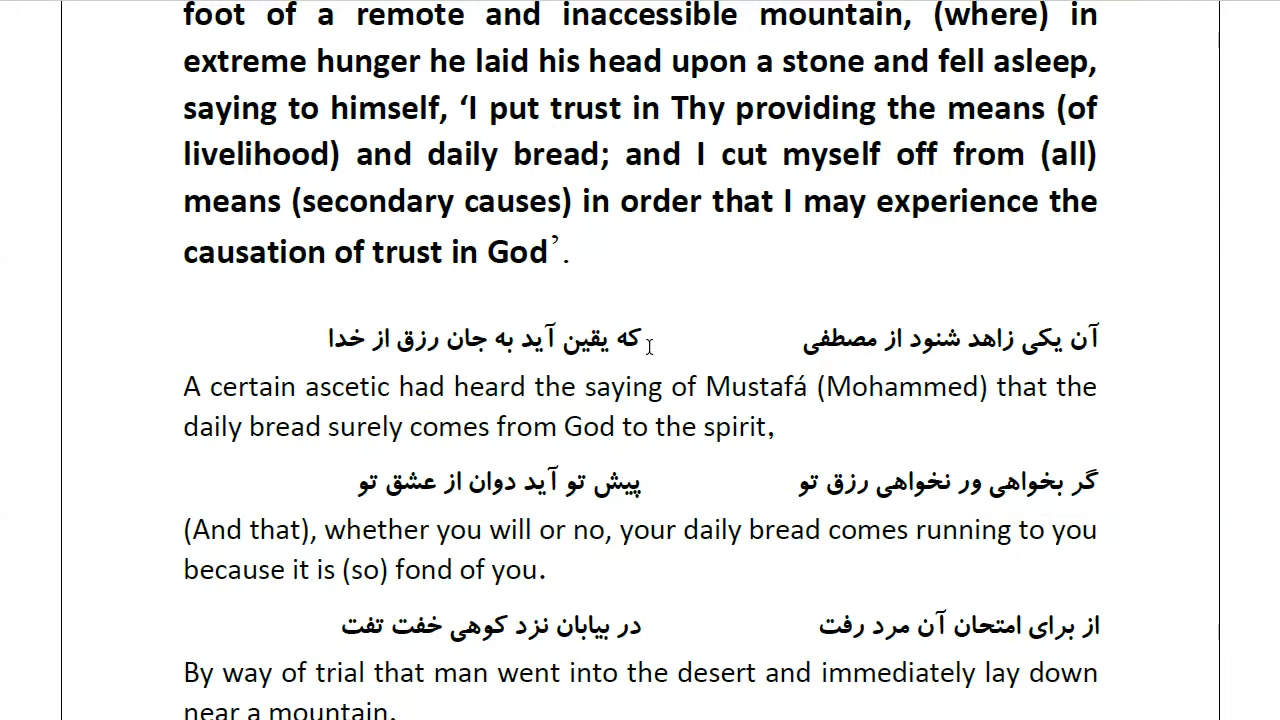 foot of a remote and inaccessible mountain, (where) in
extreme hunger he laid his head upon a stone and fell asleep,
saying to himself, ‘I put trust in Thy providing the means (of
livelihood) and daily bread; and I cut myself off from (all)
means (secondary causes) in order that I may experience the
causation of trust in God’.
آن یکی زاهد شنود از مصطفی که یقین آید به جان رزق از خدا
A certain ascetic had heard the saying of Mustafá (Mohammed) that the
daily bread surely comes from God to the spirit,
گر بخواهی ور نخواهی رزق تو پیش تو آید دوان از عشق تو
(And that), whether you will or no, your daily bread comes running to you
because it is (so) fond of you.
از برای امتحان آن مرد رفت در بیابان نزد کوهی خفت تفت
By way of trial that man went into the desert and immediately lay down
near a mountain,